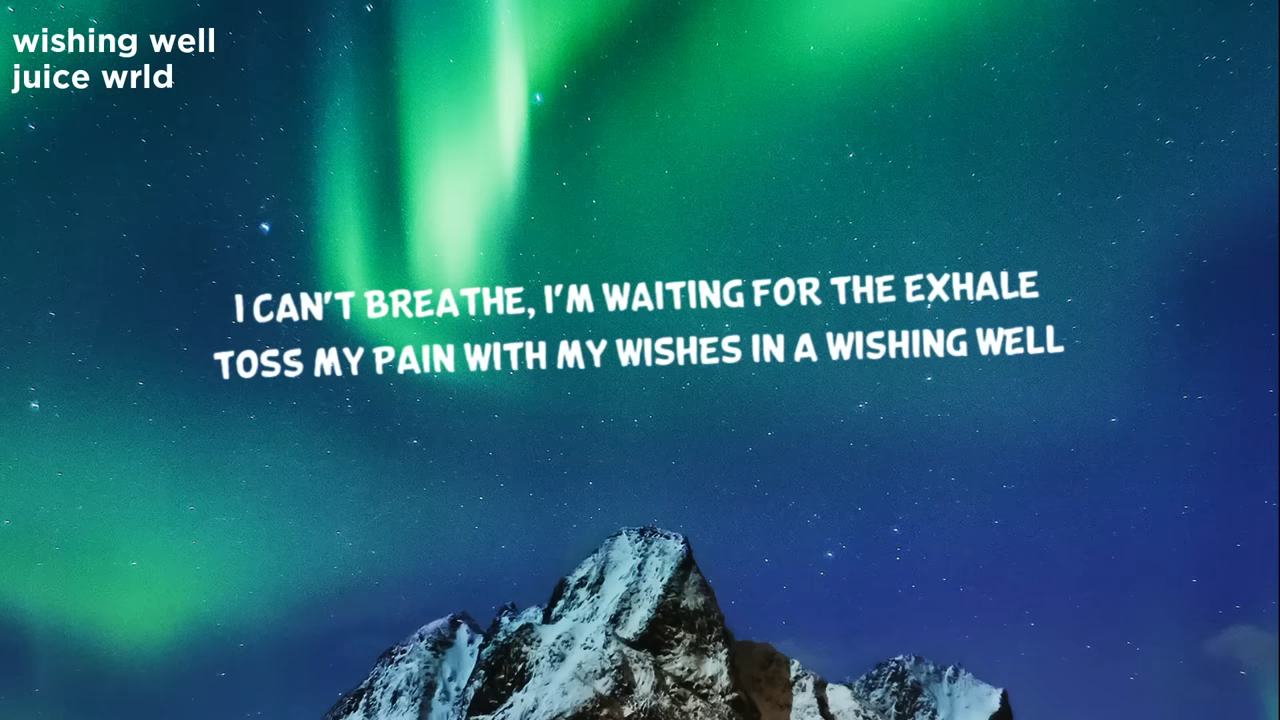 wishing well
juice wrld
I CAN'T BREATHE, I'M WAITING FOR THE EXHALE
TOSS MY PAIN WITH MY WISHES IN A WISHING WELL